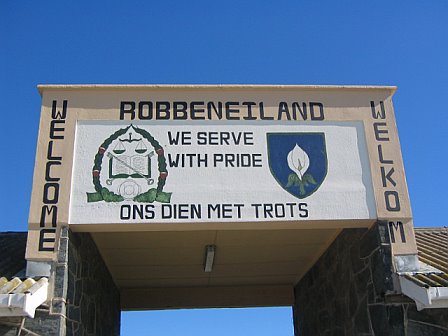 ROBBENEILAND
WELCOME
WE SERVE
WITH PRIDE
ONS DIEN MET TROTS
WELKOM